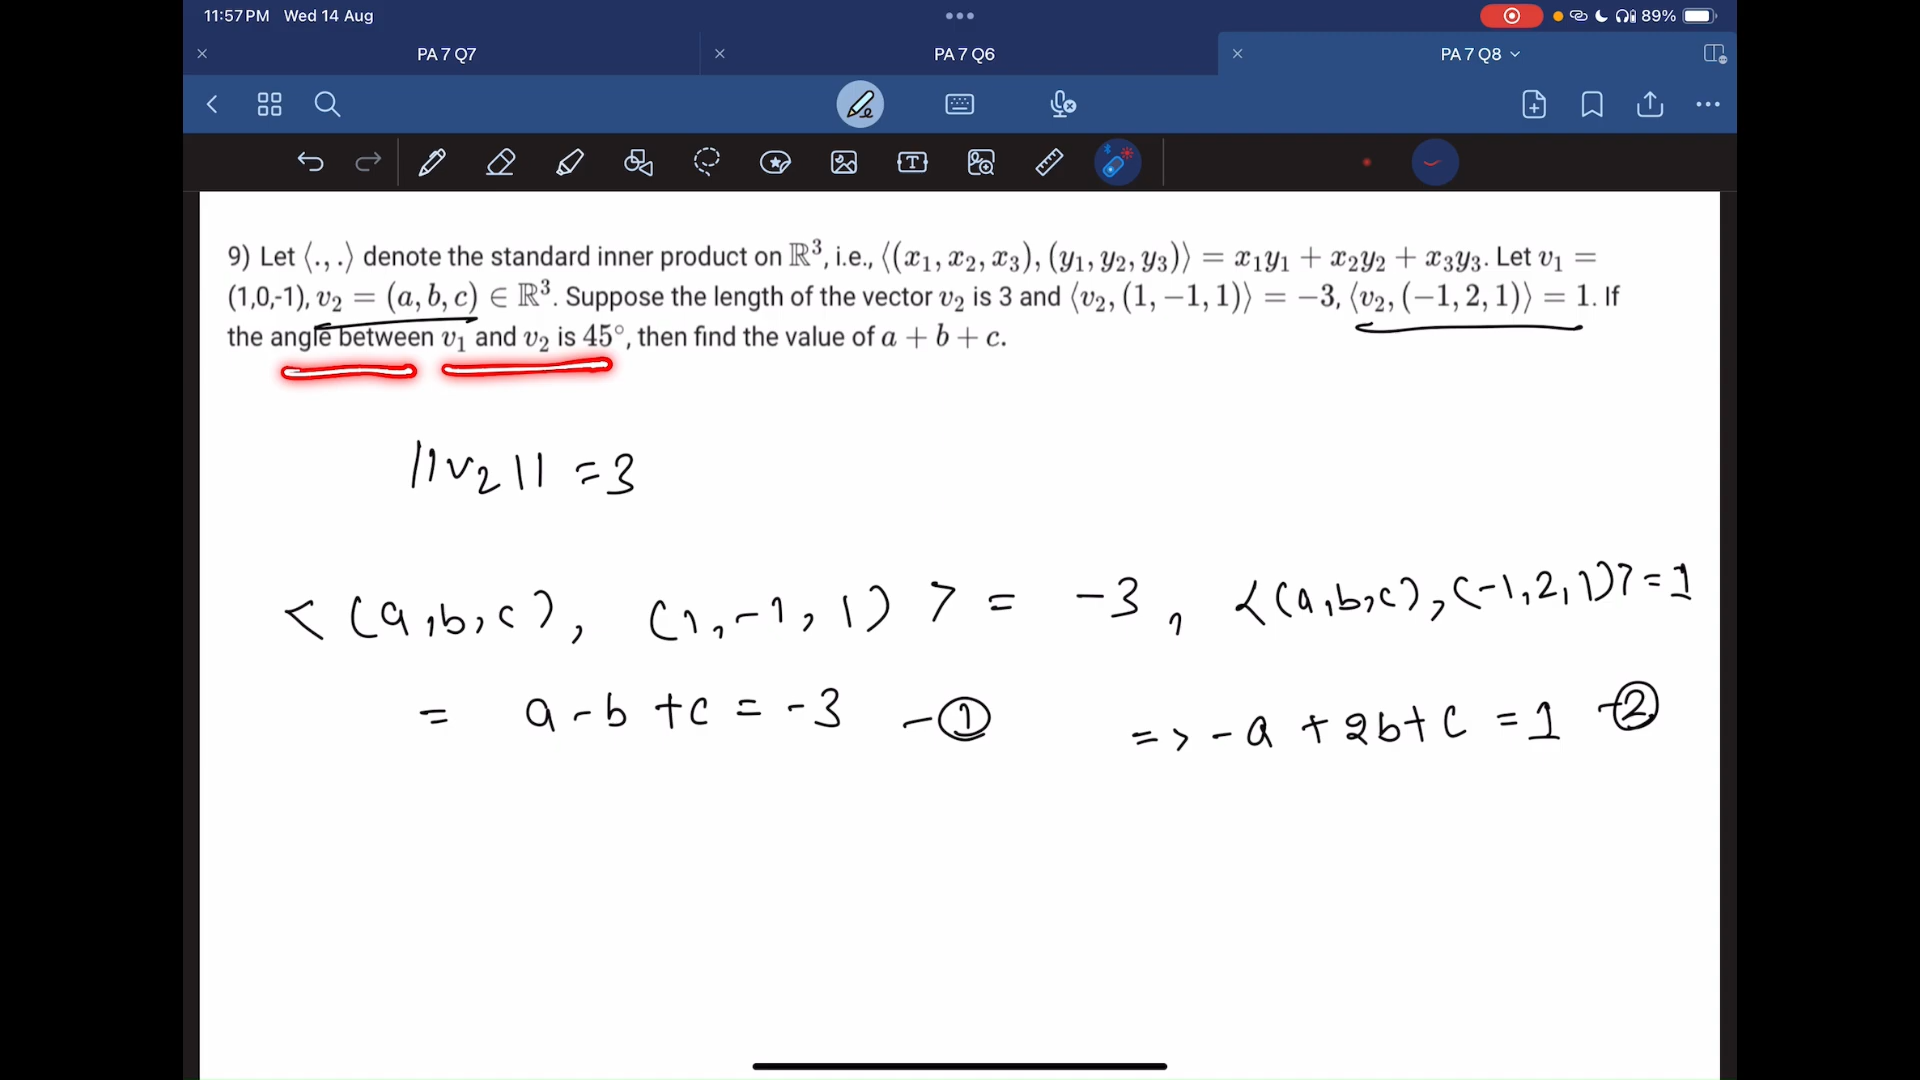 11:57PM Wed 14 Aug
89%
PA 7 Q7
PA 7 Q6
PA 7 Q8
9) Let ⟨., .⟩ denote the standard inner product on ℝ³, i.e., ⟨(x₁, x₂, x₃), (y₁, y₂, y₃)⟩ = x₁y₁ + x₂y₂ + x₃y₃. Let v₁ =
(1,0,-1), v₂ = (a, b, c) ∈ ℝ³. Suppose the length of the vector v₂ is 3 and ⟨v₂, (1, −1, 1)⟩ = −3, ⟨v₂, (−1, 2, 1)⟩ = 1. If
the angle between v₁ and v₂ is 45°, then find the value of a + b + c.
||v₂|| = 3
< (a,b,c), (1,-1,1) > = -3, <(a,b,c),(-1,2,1)> = 1
= a - b + c = -3 - ① => -a + 2b + c = 1 - ②